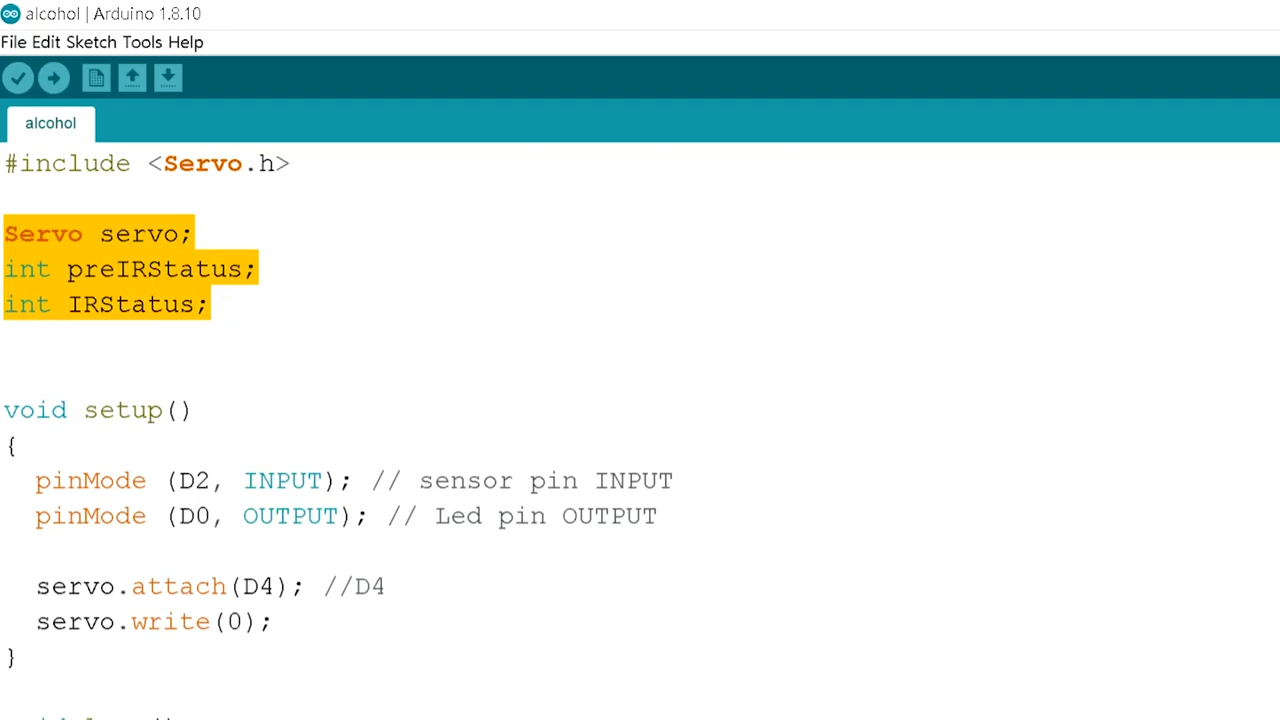 alcohol | Arduino 1.8.10
File Edit Sketch Tools Help
alcohol
#include <Servo.h>
Servo servo;
int preIRStatus;
int IRStatus;
void setup()
{
pinMode (D2, INPUT); // sensor pin INPUT
pinMode (D0, OUTPUT); // Led pin OUTPUT
servo.attach(D4); //D4
servo.write(0);
}